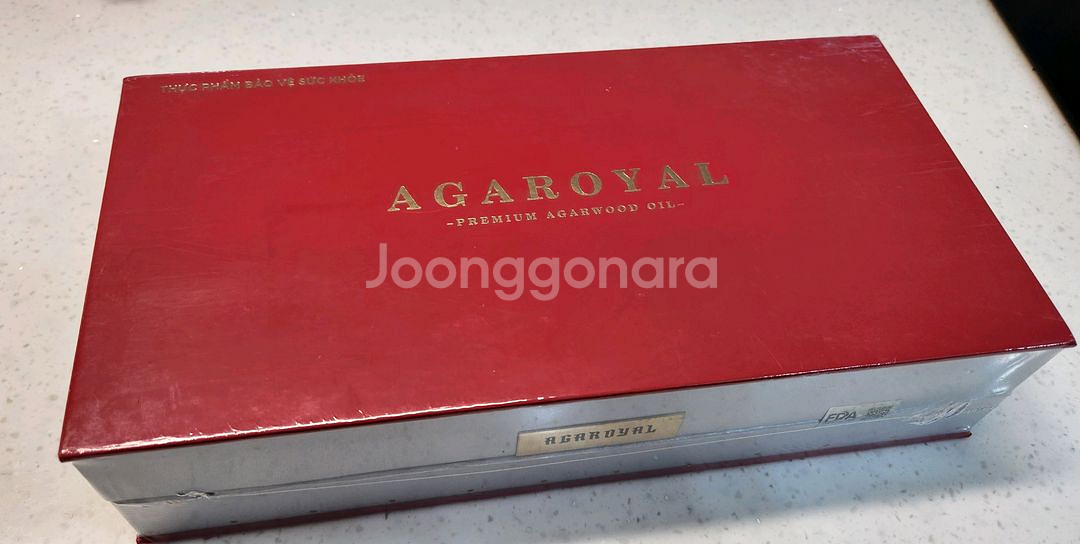 THỰC PHẨM BẢO VỆ SỨC KHỎE
AGAROYAL
-PREMIUM AGARWOOD OIL-
Joonggonara
AGAROYAL
FDA